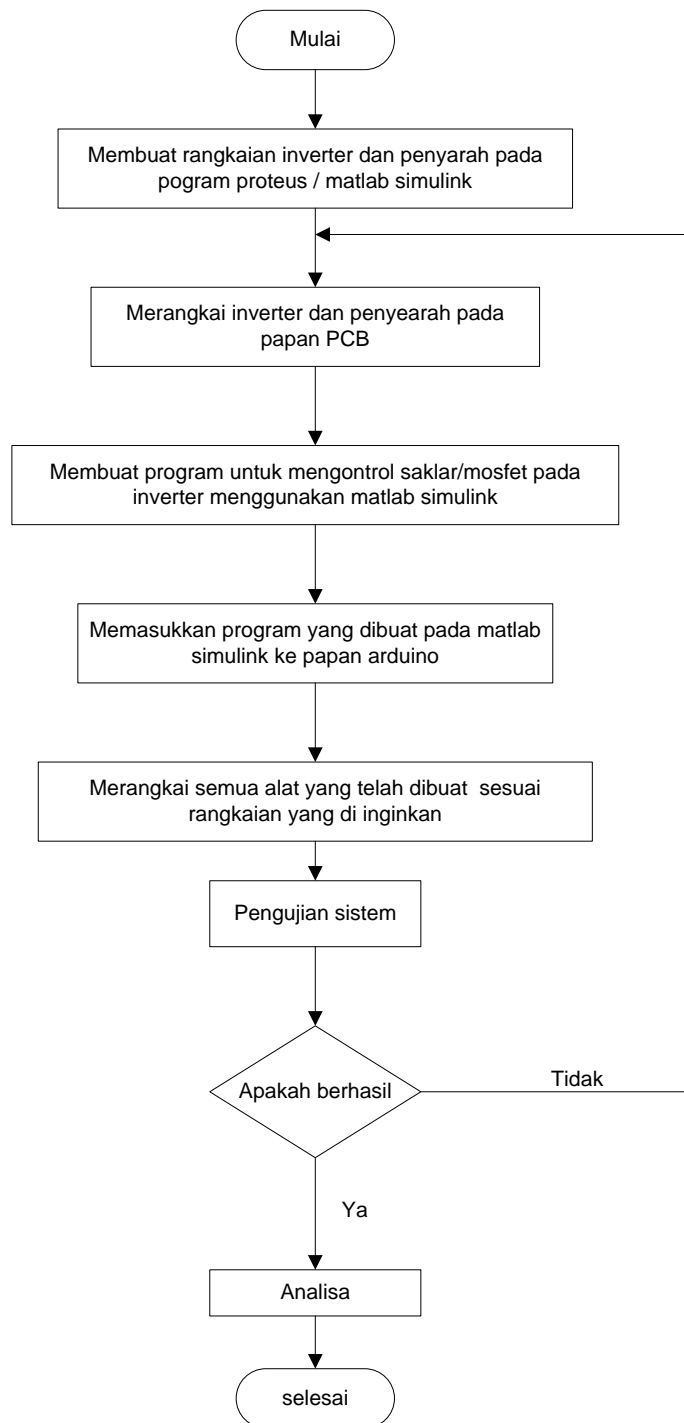 Mulai
Membuat rangkaian inverter dan penyarah pada
pogram proteus / matlab simulink
Merangkai inverter dan penyearah pada
papan PCB
Membuat program untuk mengontrol saklar/mosfet pada
inverter menggunakan matlab simulink
Memasukkan program yang dibuat pada matlab
simulink ke papan arduino
Merangkai semua alat yang telah dibuat  sesuai
rangkaian yang di inginkan
Pengujian sistem
Apakah berhasil
Tidak
Ya
Analisa
selesai